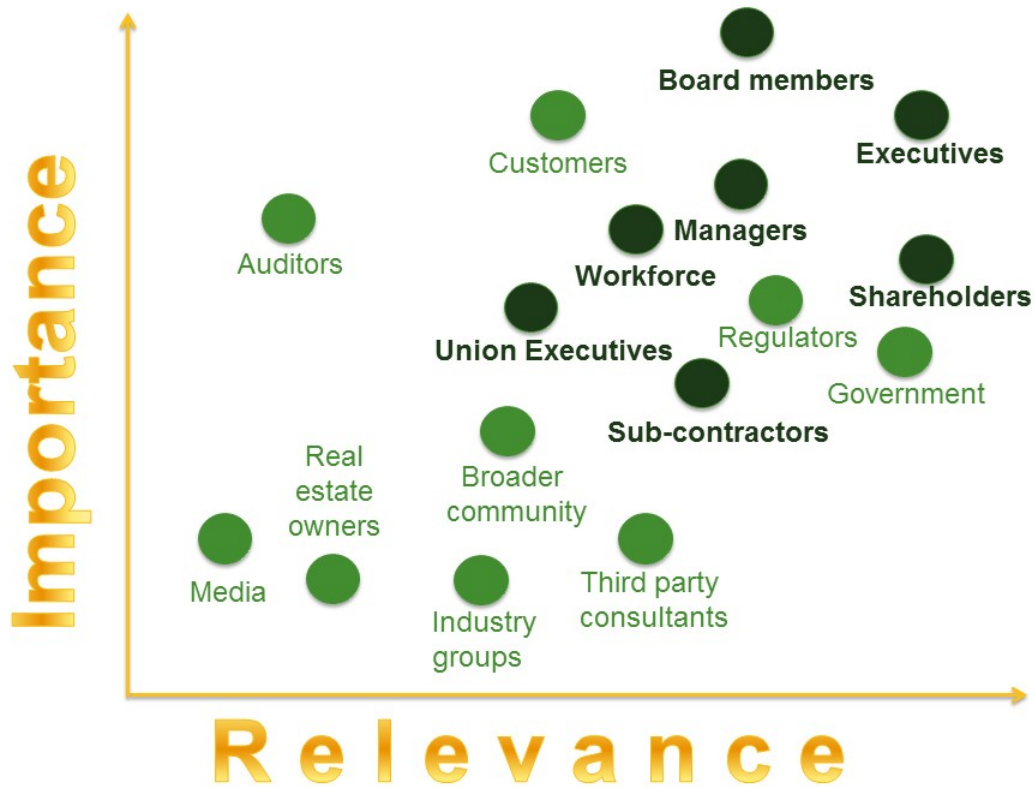 Board members
Executives
Customers
Managers
Auditors
Workforce
Shareholders
Regulators
Union Executives
Government
Sub-contractors
Real
estate
owners
Broader
community
Media
Third party
consultants
Industry
groups
Importance
Relevance